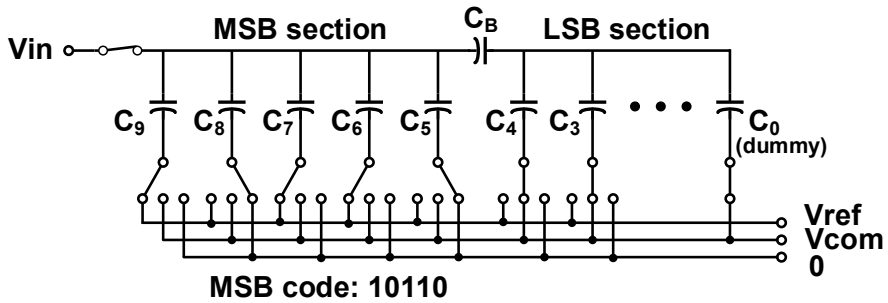 MSB section
C_B
LSB section
Vin
C_9
C_8
C_7
C_6
C_5
C_4
C_3
C_0
(dummy)
Vref
Vcom
0
MSB code: 10110